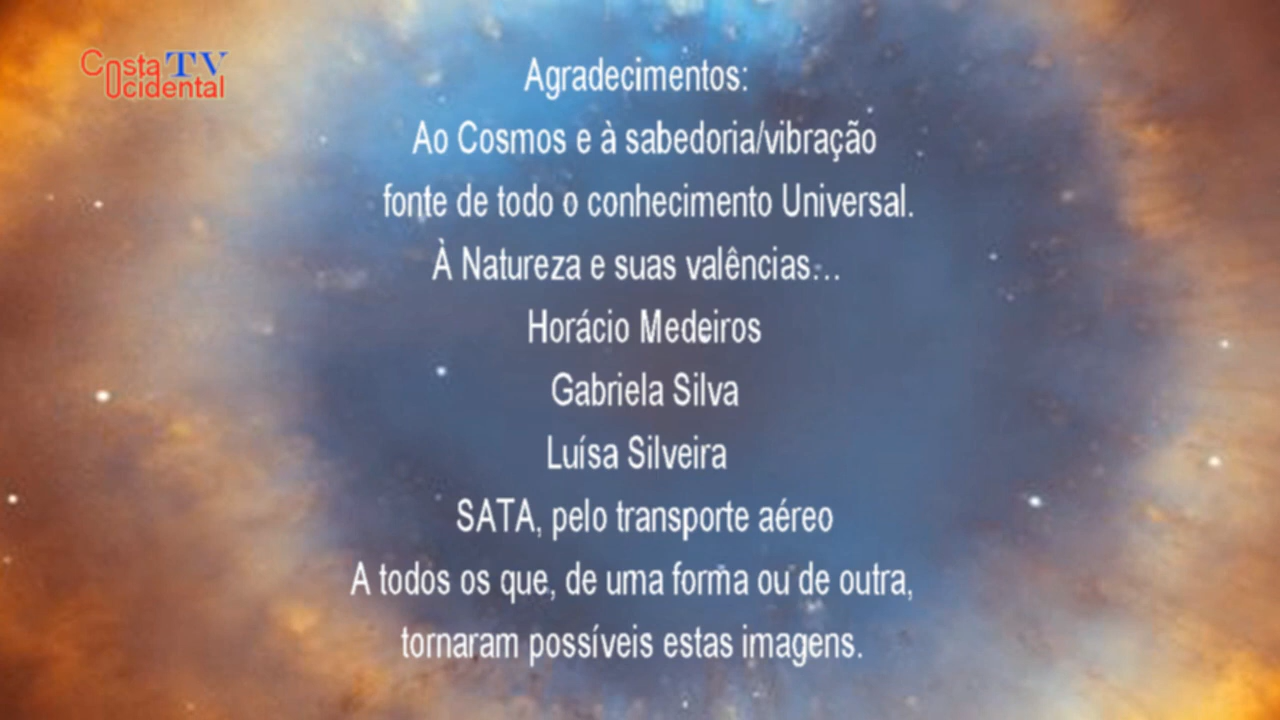 Costa TV
Ocidental
Agradecimentos:
Ao Cosmos e à sabedoria/vibração
fonte de todo o conhecimento Universal.
À Natureza e suas valências...
Horácio Medeiros
Gabriela Silva
Luísa Silveira
SATA, pelo transporte aéreo
A todos os que, de uma forma ou de outra,
tornaram possíveis estas imagens.